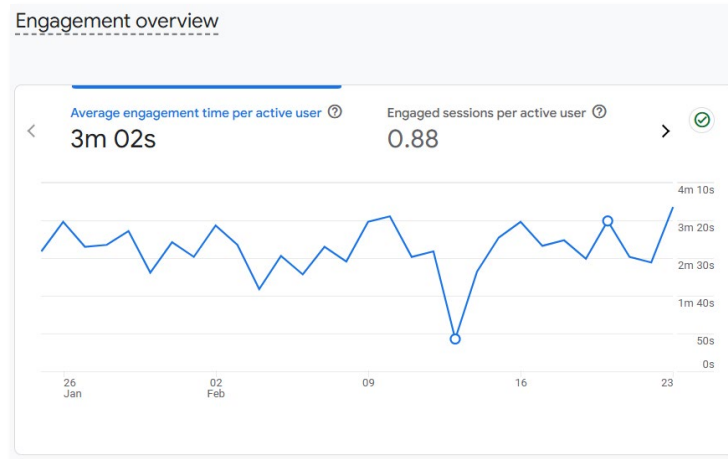 Engagement overview
Average engagement time per active user
3m 02s
Engaged sessions per active user
0.88
4m 10s
3m 20s
2m 30s
1m 40s
50s
0s
26
Jan
02
Feb
09
16
23